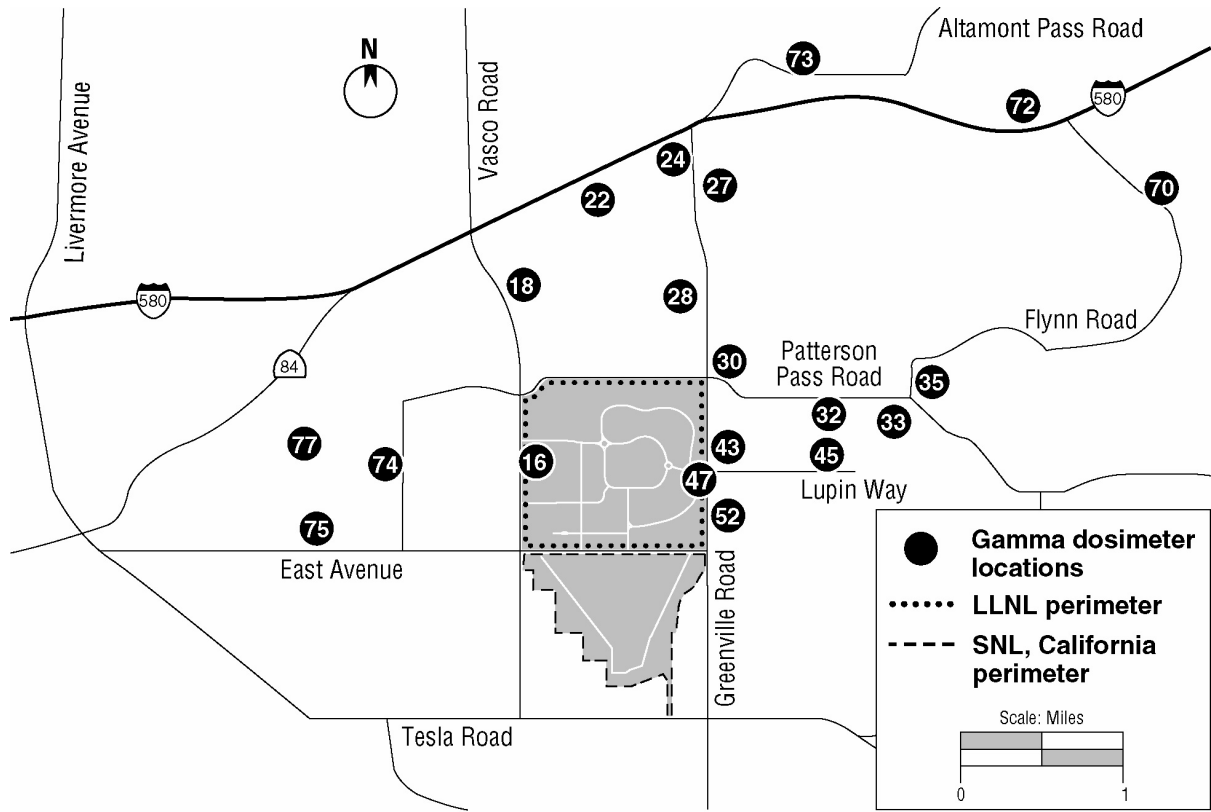 Altamont Pass Road
N
73
Livermore Avenue
Vasco Road
72
580
24
27
70
22
18
28
580
Flynn Road
84
30
Patterson
Pass Road
35
32
33
77
74
16
43
45
47
Lupin Way
52
75
East Avenue
Greenville Road
Tesla Road
Gamma dosimeter
locations
LLNL perimeter
SNL, California
perimeter
Scale: Miles
0
1